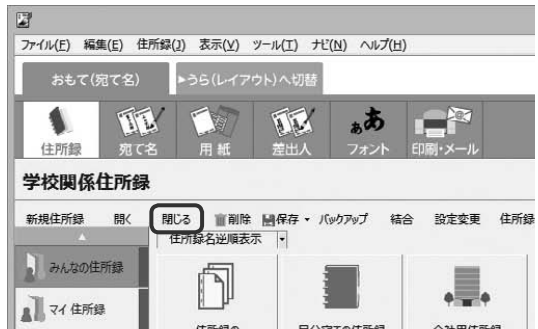 ファイル(F) 編集(E) 住所録(J) 表示(V) ツール(T) ナビ(N) ヘルプ(H)
おもて(宛て名) ▶うら(レイアウト)へ切替
住所録 宛て名 用紙 差出人 フォント 印刷・メール
学校関係住所録
新規住所録 開く 閉じる 削除 保存 バックアップ 結合 設定変更 住所録
住所録名逆順表示
みんなの住所録
マイ住所録